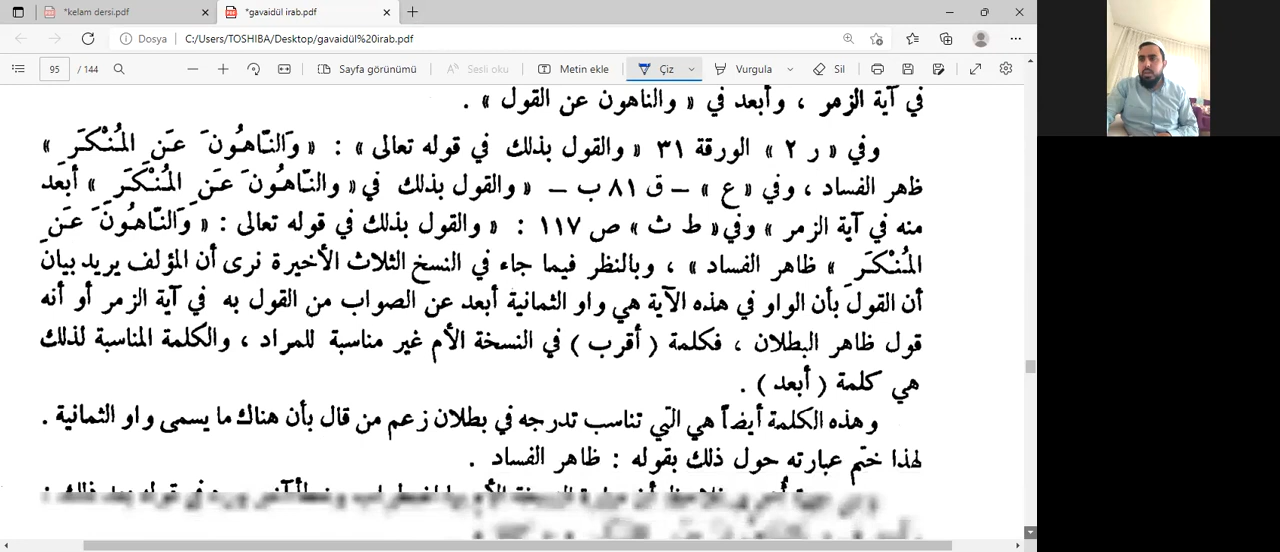 *kelam dersi.pdf
*gavaidül irab.pdf
Dosya C:/Users/TOSHIBA/Desktop/gavaidül%20irab.pdf
95 / 144 Sayfa görünümü Sesli oku Metin ekle Çiz Vurgula Sil
في آية الزمر ، وأبعد في « والناهون عن القول » .
وفي « ر ٢ » الورقة ٣١ « والقول بذلك في قوله تعالى » : « وَالنَّاهُونَ عَنِ المُنْكَرِ »
ظاهر الفساد ، وفي « ع » – ق ٨١ ب – « والقول بذلك في « والنَّاهُونَ عَنِ المُنْكَرِ » أبعد
منه في آية الزمر » وفي « ط ث » ص ١١٧ : « والقول بذلك في قوله تعالى : « وَالنَّاهُونَ عَنِ
المُنْكَرِ » ظاهر الفساد » ، وبالنظر فيما جاء في النسخ الثلاث الأخيرة نرى أن المؤلف يريد بيان
أن القول بأن الواو في هذه الآية هي واو الثمانية أبعد عن الصواب من القول به في آية الزمر أو أنه
قول ظاهر البطلان ، فكلمة ( أقرب ) في النسخة الأم غير مناسبة للمراد ، والكلمة المناسبة لذلك
هي كلمة ( أبعد ) .
وهذه الكلمة أيضاً هي التي تناسب تدرجه في بطلان زعم من قال بأن هناك ما يسمى واو الثمانية .
لهذا ختم عبارته حول ذلك بقوله : ظاهر الفساد .